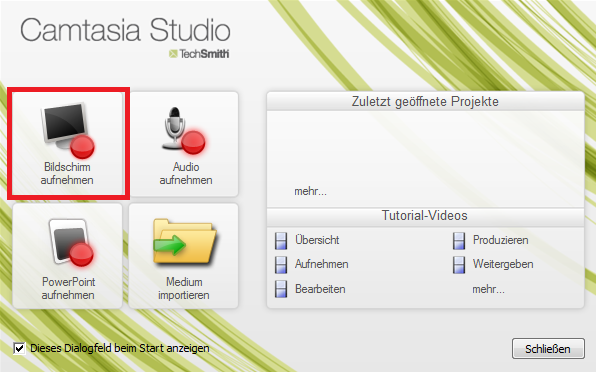 Camtasia Studio
TechSmith
Bildschirm
aufnehmen
Audio
aufnehmen
PowerPoint
aufnehmen
Medium
importieren
Zuletzt geöffnete Projekte
mehr...
Tutorial-Videos
Übersicht
Produzieren
Aufnehmen
Weitergeben
Bearbeiten
mehr...
Dieses Dialogfeld beim Start anzeigen
Schließen